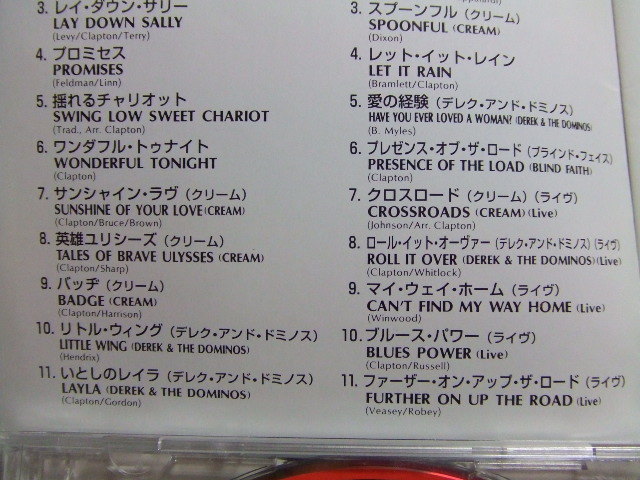 3. レイ・ダウン・サリー
LAY DOWN SALLY
(Levy/Clapton/Terry)
4. プロミセス
PROMISES
(Feldman/Linn)
5. 揺れるチャリオット
SWING LOW SWEET CHARIOT
(Trad., Arr. Clapton)
6. ワンダフル・トゥナイト
WONDERFUL TONIGHT
(Clapton)
7. サンシャイン・ラヴ (クリーム)
SUNSHINE OF YOUR LOVE (CREAM)
(Clapton/Bruce/Brown)
8. 英雄ユリシーズ (クリーム)
TALES OF BRAVE ULYSSES (CREAM)
(Clapton/Sharp)
9. バッヂ (クリーム)
BADGE (CREAM)
(Clapton/Harrison)
10. リトル・ウィング (デレク・アンド・ドミノス)
LITTLE WING (DEREK & THE DOMINOS)
(Hendrix)
11. いとしのレイラ (デレク・アンド・ドミノス)
LAYLA (DEREK & THE DOMINOS)
(Clapton/Gordon)
3. スプーンフル (クリーム)
SPOONFUL (CREAM)
(Dixon)
4. レット・イット・レイン
LET IT RAIN
(Bramlett/Clapton)
5. 愛の経験 (デレク・アンド・ドミノス)
HAVE YOU EVER LOVED A WOMAN? (DEREK & THE DOMINOS)
(B. Myles)
6. プレゼンス・オブ・ザ・ロード (ブラインド・フェイス)
PRESENCE OF THE LOAD (BLIND FAITH)
(Clapton)
7. クロスロード (クリーム) (ライヴ)
CROSSROADS (CREAM) (Live)
(Johnson/Arr. Clapton)
8. ロール・イット・オーヴァー (デレク・アンド・ドミノス) (ライヴ)
ROLL IT OVER (DEREK & THE DOMINOS) (Live)
(Clapton/Whitlock)
9. マイ・ウェイ・ホーム (ライヴ)
CAN'T FIND MY WAY HOME (Live)
(Winwood)
10. ブルース・パワー (ライヴ)
BLUES POWER (Live)
(Clapton/Russell)
11. ファーザー・オン・アップ・ザ・ロード (ライヴ)
FURTHER ON UP THE ROAD (Live)
(Veasey/Robey)